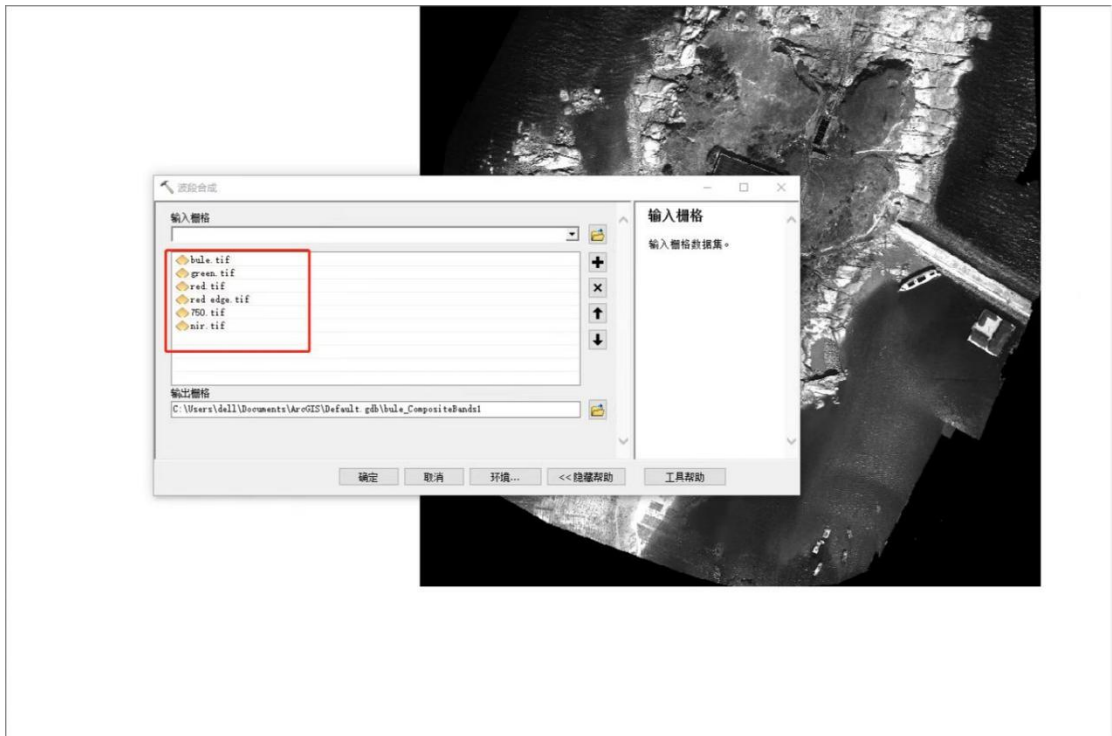 波段合成
输入栅格
bule.tif
green.tif
red.tif
red edge.tif
750.tif
nir.tif
输出栅格
C:\Users\dell\Documents\ArcGIS\Default.gdb\bule_CompositeBands1
确定
取消
环境...
<<隐藏帮助
工具帮助
输入栅格
输入栅格数据集。